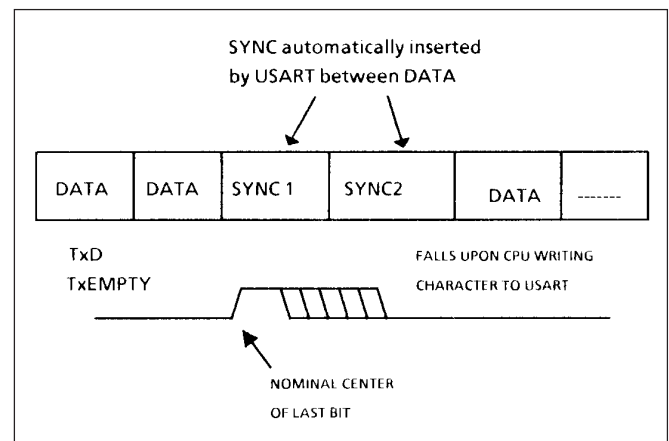 SYNC automatically inserted
by USART between DATA
DATA DATA SYNC 1 SYNC2 DATA -------
TxD
TxEMPTY
FALLS UPON CPU WRITING
CHARACTER TO USART
NOMINAL CENTER
OF LAST BIT